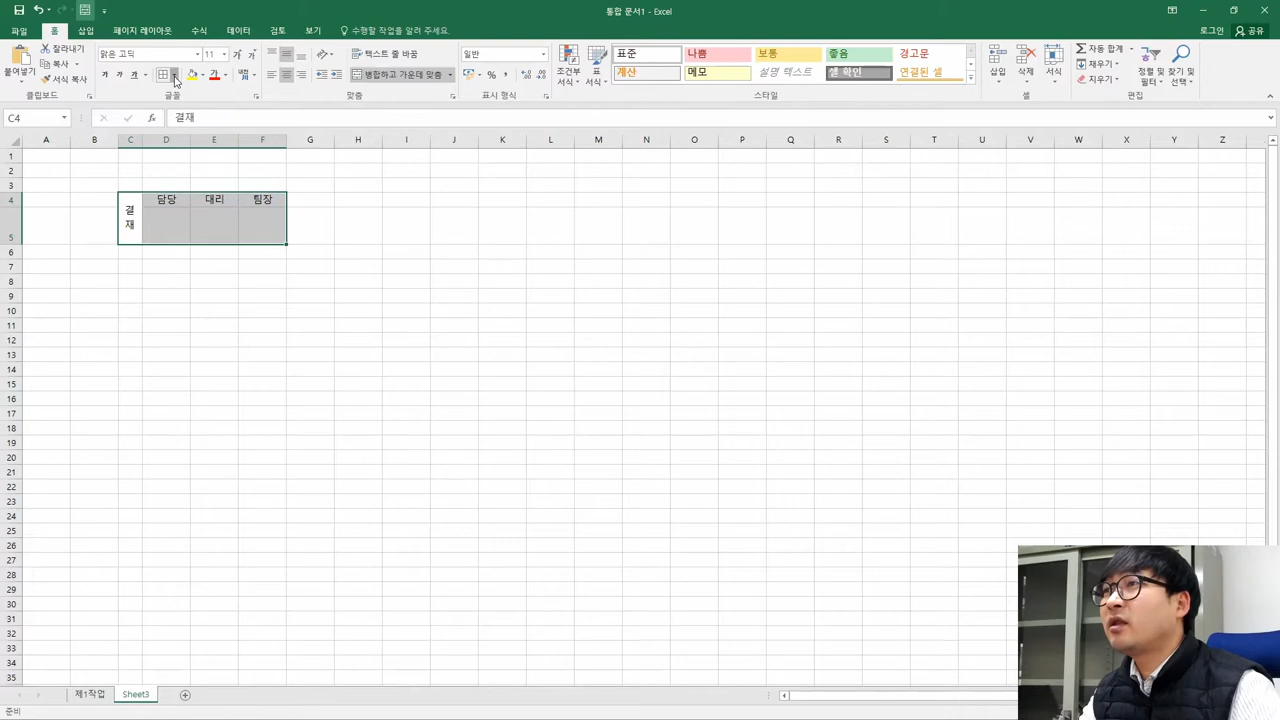 통합 문서1 - Excel
로그인
공유
파일
홈
삽입
페이지 레이아웃
수식
데이터
검토
보기
수행할 작업을 알려 주세요.
붙여넣기
잘라내기
복사
서식 복사
클립보드
맑은 고딕
11
가
가
가
가
가
가
글꼴
텍스트 줄 바꿈
병합하고 가운데 맞춤
맞춤
일반
%
표시 형식
조건부
서식
표 서식
표준
나쁨
보통
좋음
경고문
계산
메모
설명 텍스트
셀 확인
연결된 셀
스타일
삽입
삭제
서식
셀
자동 합계
채우기
지우기
정렬 및
필터
찾기 및
선택
편집
C4
fx
결재
A B C D E F G H I J K L M N O P Q R S T U V W X Y Z
1
2
3
4
담당 대리 팀장
결
재
5
6
7
8
9
10
11
12
13
14
15
16
17
18
19
20
21
22
23
24
25
26
27
28
29
30
31
32
33
34
35
제1작업
Sheet3
준비